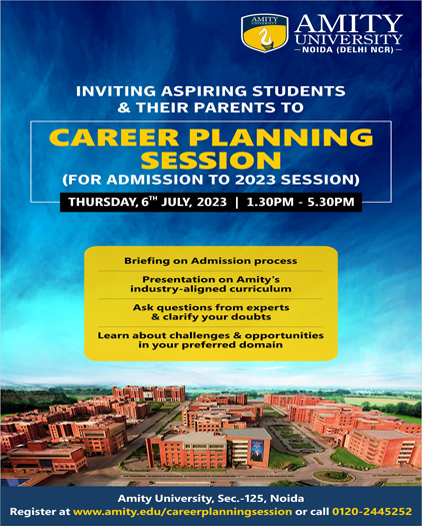 AMITY
UNIVERSITY
AMITY
UNIVERSITY
NOIDA (DELHI NCR)
INVITING ASPIRING STUDENTS
& THEIR PARENTS TO
CAREER PLANNING
SESSION
(FOR ADMISSION TO 2023 SESSION)
THURSDAY, 6TH JULY, 2023 | 1.30PM - 5.30PM
Briefing on Admission process
Presentation on Amity's
industry-aligned curriculum
Ask questions from experts
& clarify your doubts
Learn about challenges & opportunities
in your preferred domain
Amity University, Sec.-125, Noida
Register at www.amity.edu/careerplanningsession or call 0120-2445252